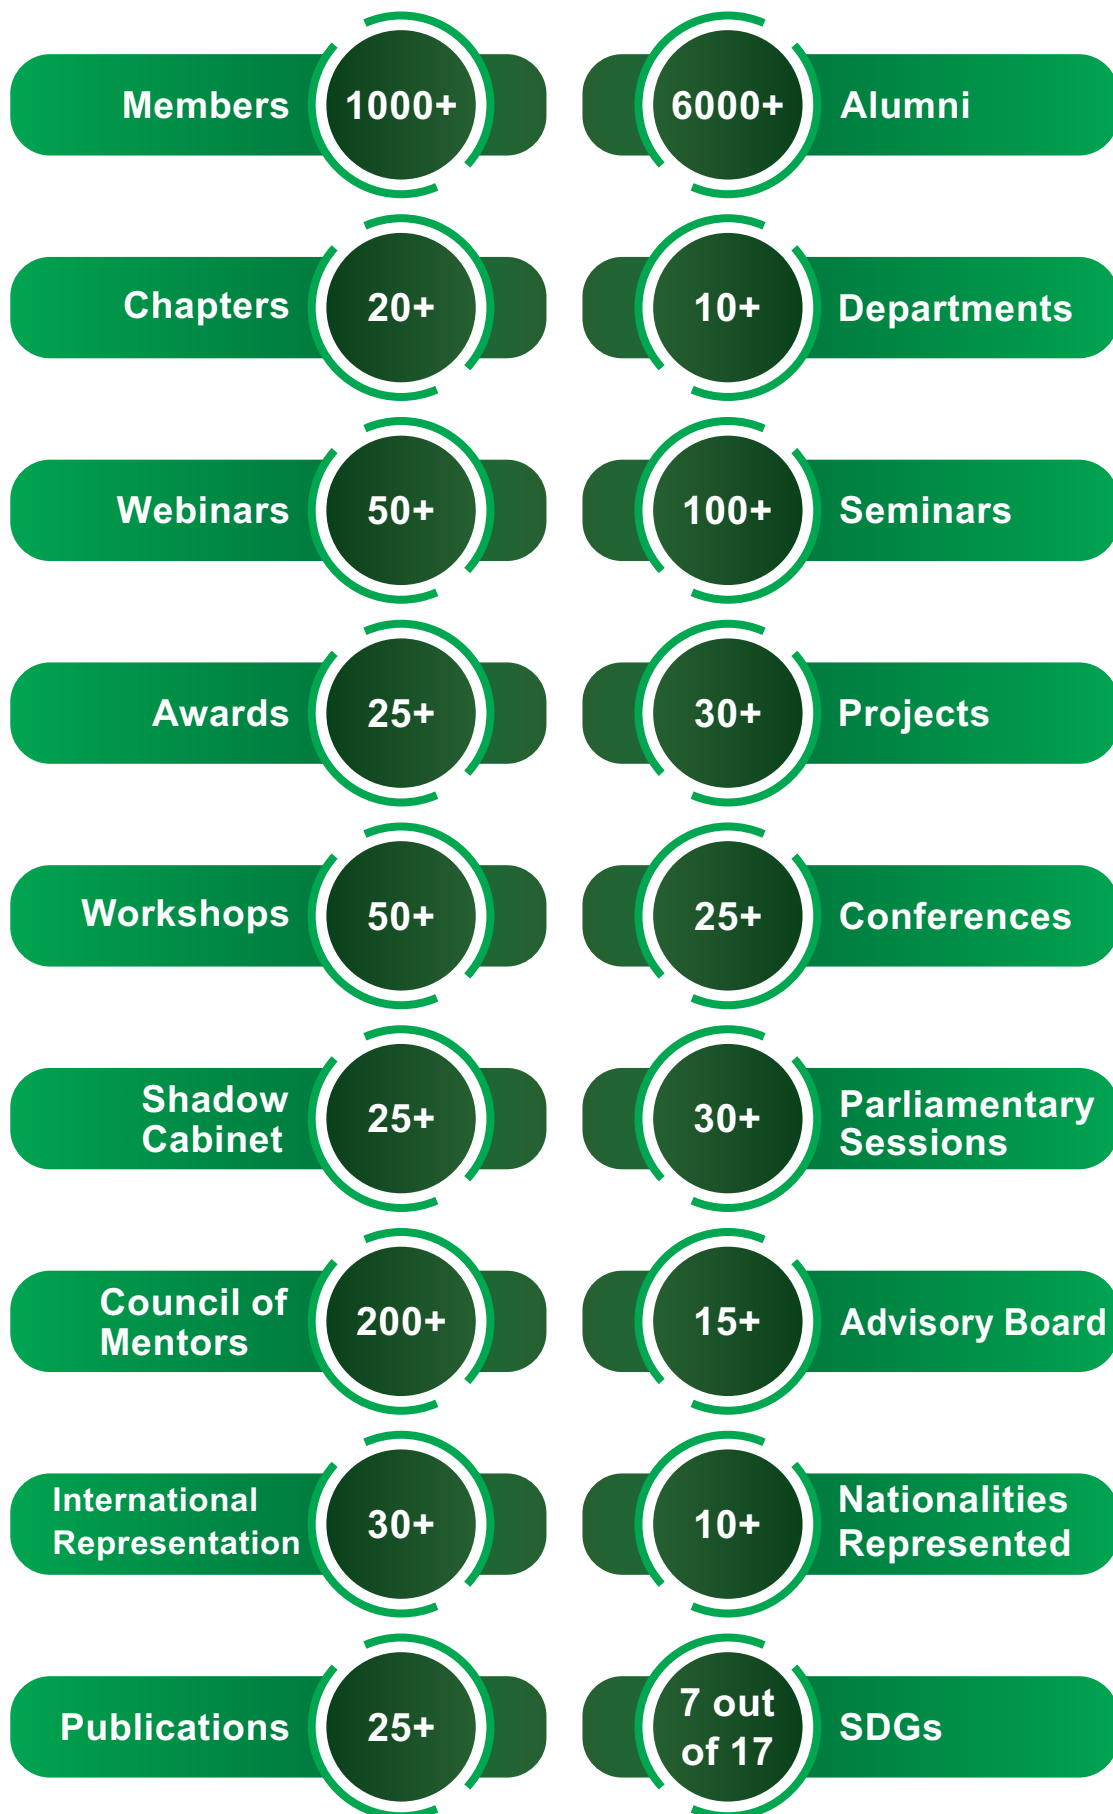 Members 1000+ 6000+ Alumni
Chapters 20+ 10+ Departments
Webinars 50+ 100+ Seminars
Awards 25+ 30+ Projects
Workshops 50+ 25+ Conferences
Shadow
Cabinet
25+
30+
Parliamentary
Sessions
Council of
Mentors
200+
15+
Advisory Board
International
Representation
30+
10+
Nationalities
Represented
Publications
25+
7 out
of 17
SDGs